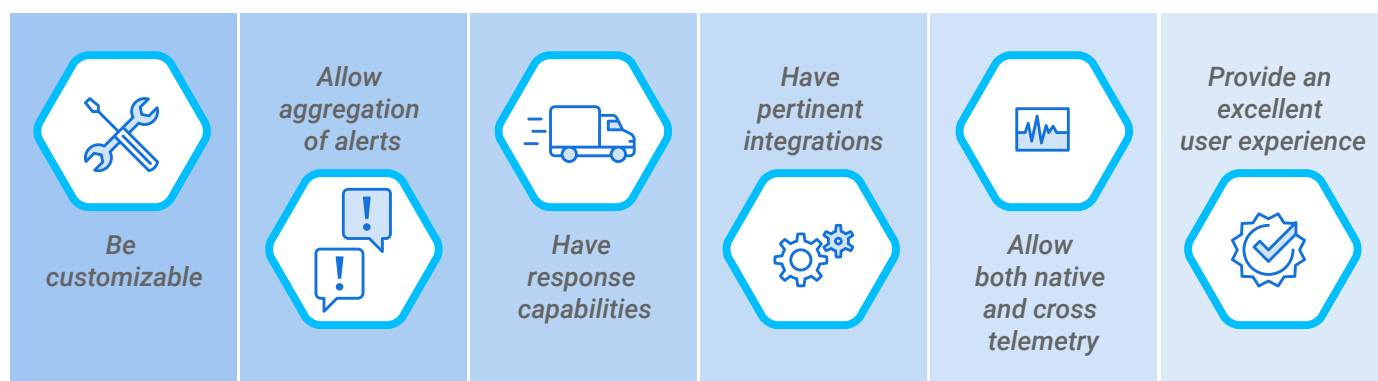 Be
customizable
Allow
aggregation
of alerts
Have
response
capabilities
Have
pertinent
integrations
Allow
both native
and cross
telemetry
Provide an
excellent
user experience